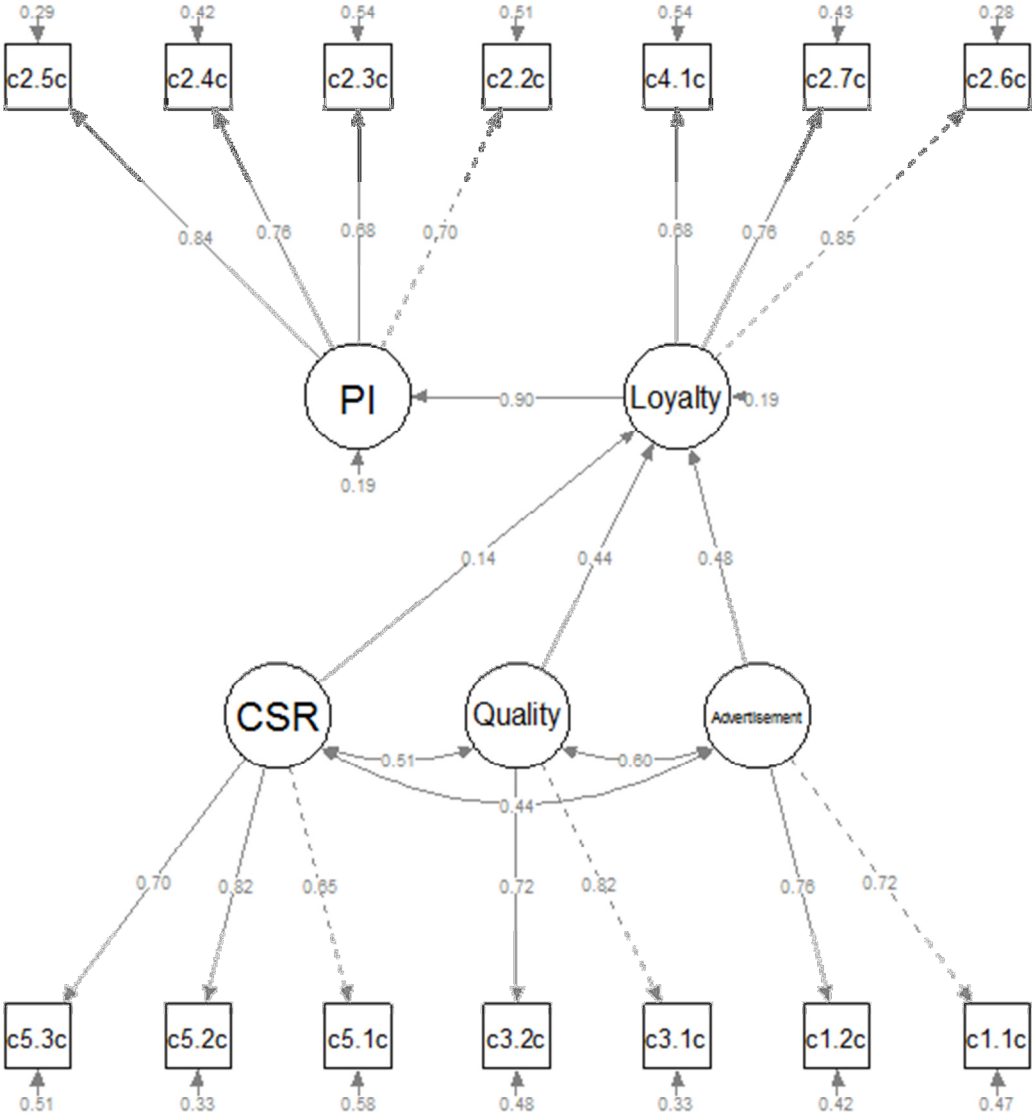 0.29 0.42 0.54 0.51 0.54 0.43 0.28
c2.5c c2.4c c2.3c c2.2c c4.1c c2.7c c2.6c
0.84 0.76 0.68 0.70 0.68 0.76 0.85
PI 0.90 Loyalty 0.19
0.19
0.14 0.44 0.48
CSR Quality Advertisement
0.51 0.60
0.44
0.70 0.82 0.65 0.72 0.82 0.76 0.72
c5.3c c5.2c c5.1c c3.2c c3.1c c1.2c c1.1c
0.51 0.33 0.58 0.48 0.33 0.42 0.47